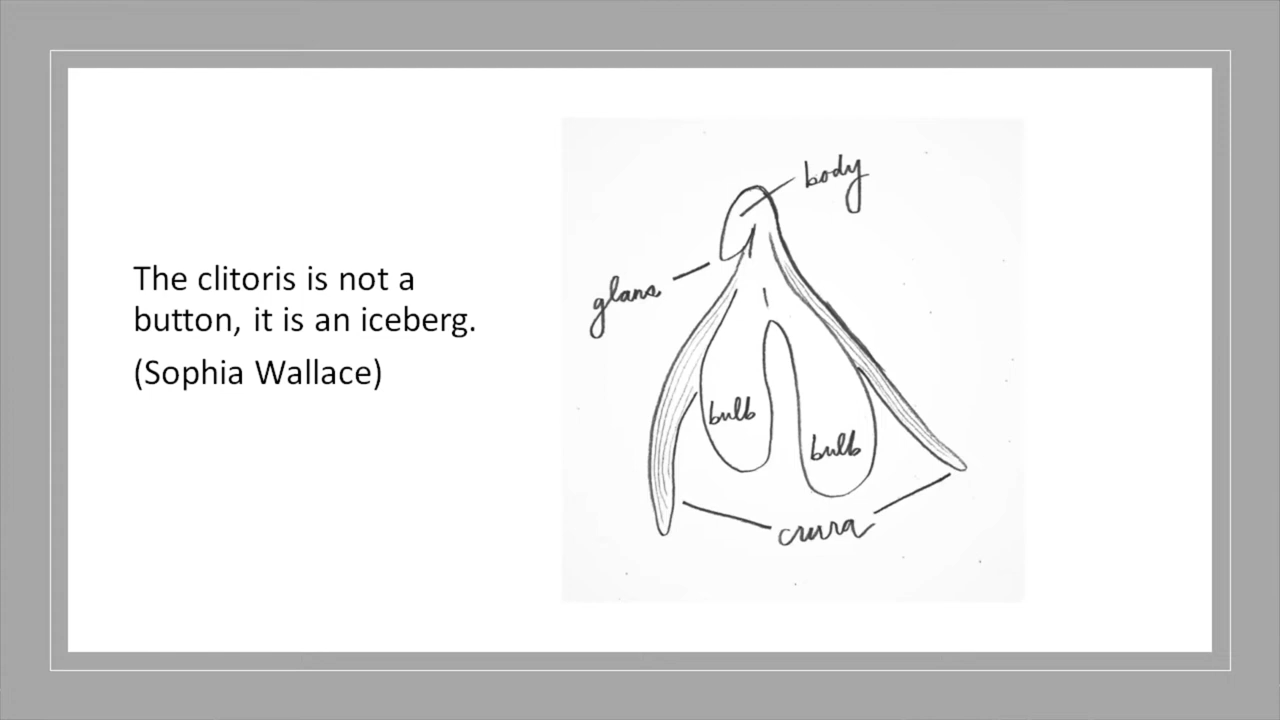 The clitoris is not a
button, it is an iceberg.
(Sophia Wallace)
body
glans
bulb
bulb
crura